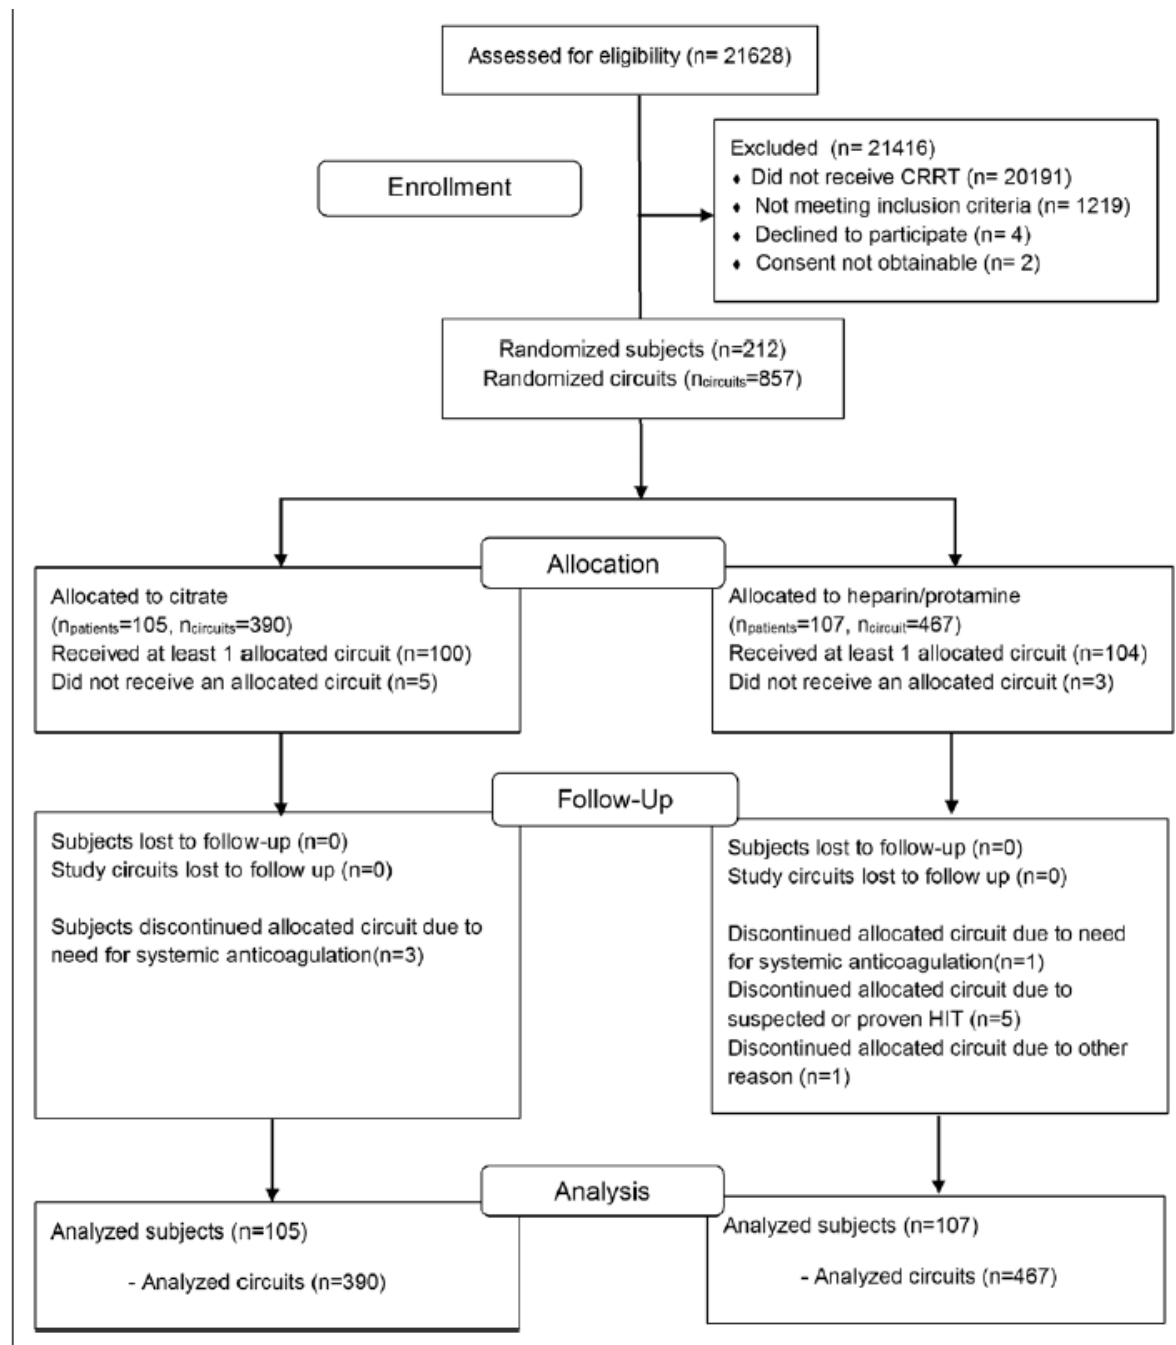 Assessed for eligibility (n= 21628)
Enrollment
Excluded (n= 21416)
♦ Did not receive CRRT (n= 20191)
♦ Not meeting inclusion criteria (n= 1219)
♦ Declined to participate (n= 4)
♦ Consent not obtainable (n= 2)
Randomized subjects (n=212)
Randomized circuits (ncircuits=857)
Allocation
Allocated to citrate
(npatients=105, ncircuits=390)
Received at least 1 allocated circuit (n=100)
Did not receive an allocated circuit (n=5)
Allocated to heparin/protamine
(npatients=107, ncircuit=467)
Received at least 1 allocated circuit (n=104)
Did not receive an allocated circuit (n=3)
Follow-Up
Subjects lost to follow-up (n=0)
Study circuits lost to follow up (n=0)
Subjects discontinued allocated circuit due to
need for systemic anticoagulation(n=3)
Subjects lost to follow-up (n=0)
Study circuits lost to follow up (n=0)
Discontinued allocated circuit due to need
for systemic anticoagulation(n=1)
Discontinued allocated circuit due to
suspected or proven HIT (n=5)
Discontinued allocated circuit due to other
reason (n=1)
Analysis
Analyzed subjects (n=105)
- Analyzed circuits (n=390)
Analyzed subjects (n=107)
- Analyzed circuits (n=467)